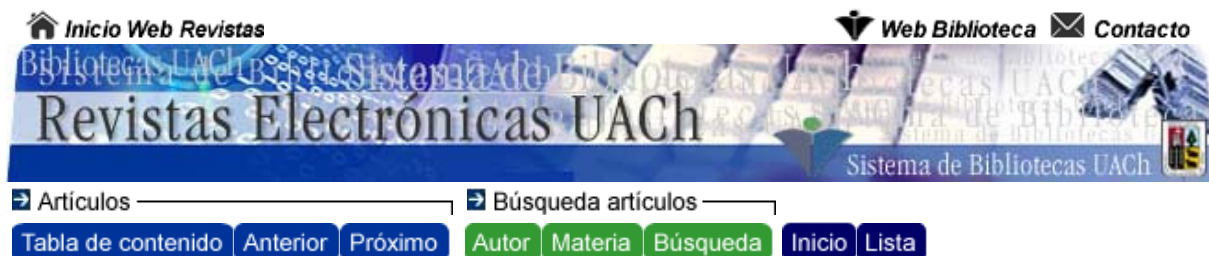 Inicio Web Revistas
Web Biblioteca Contacto
Revistas Electrónicas UACh
Sistema de Bibliotecas UACh
Artículos
Búsqueda artículos
Tabla de contenido Anterior Próximo Autor Materia Búsqueda Inicio Lista